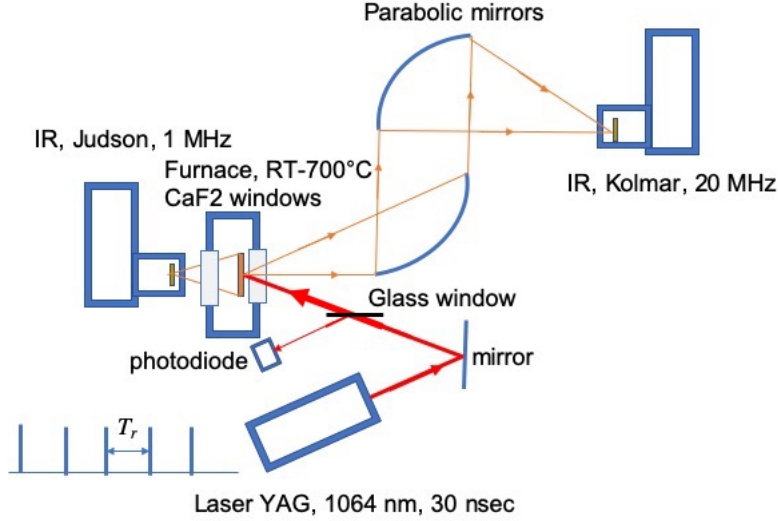 Parabolic mirrors
IR, Judson, 1 MHz
Furnace, RT-700°C
CaF2 windows
IR, Kolmar, 20 MHz
Glass window
photodiode
mirror
T_r
Laser YAG, 1064 nm, 30 nsec